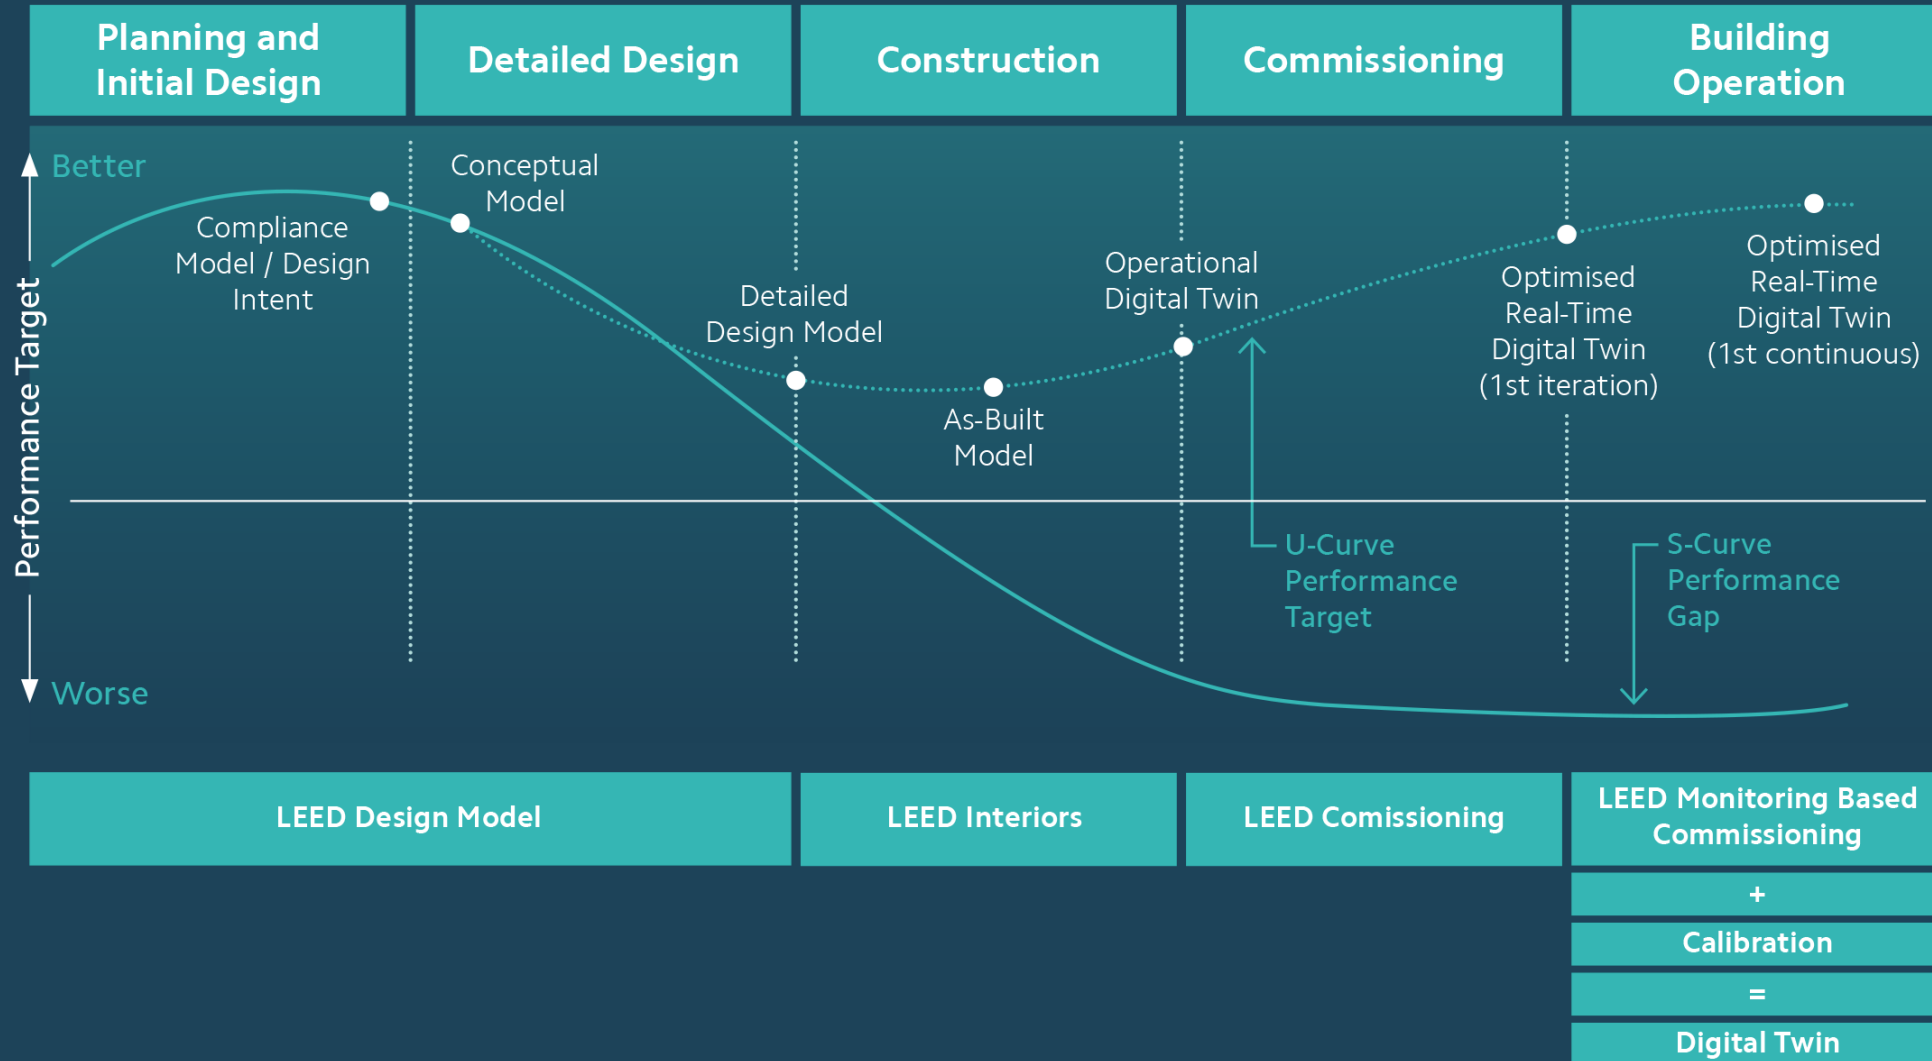 Planning and
Initial Design
Detailed Design
Construction
Commissioning
Building
Operation
Better
Performance Target
Worse
Compliance
Model / Design
Intent
Conceptual
Model
Detailed
Design Model
As-Built
Model
Operational
Digital Twin
Optimised
Real-Time
Digital Twin
(1st iteration)
Optimised
Real-Time
Digital Twin
(1st continuous)
U-Curve
Performance
Target
S-Curve
Performance
Gap
LEED Design Model
LEED Interiors
LEED Comissioning
LEED Monitoring Based
Commissioning
+
Calibration
=
Digital Twin